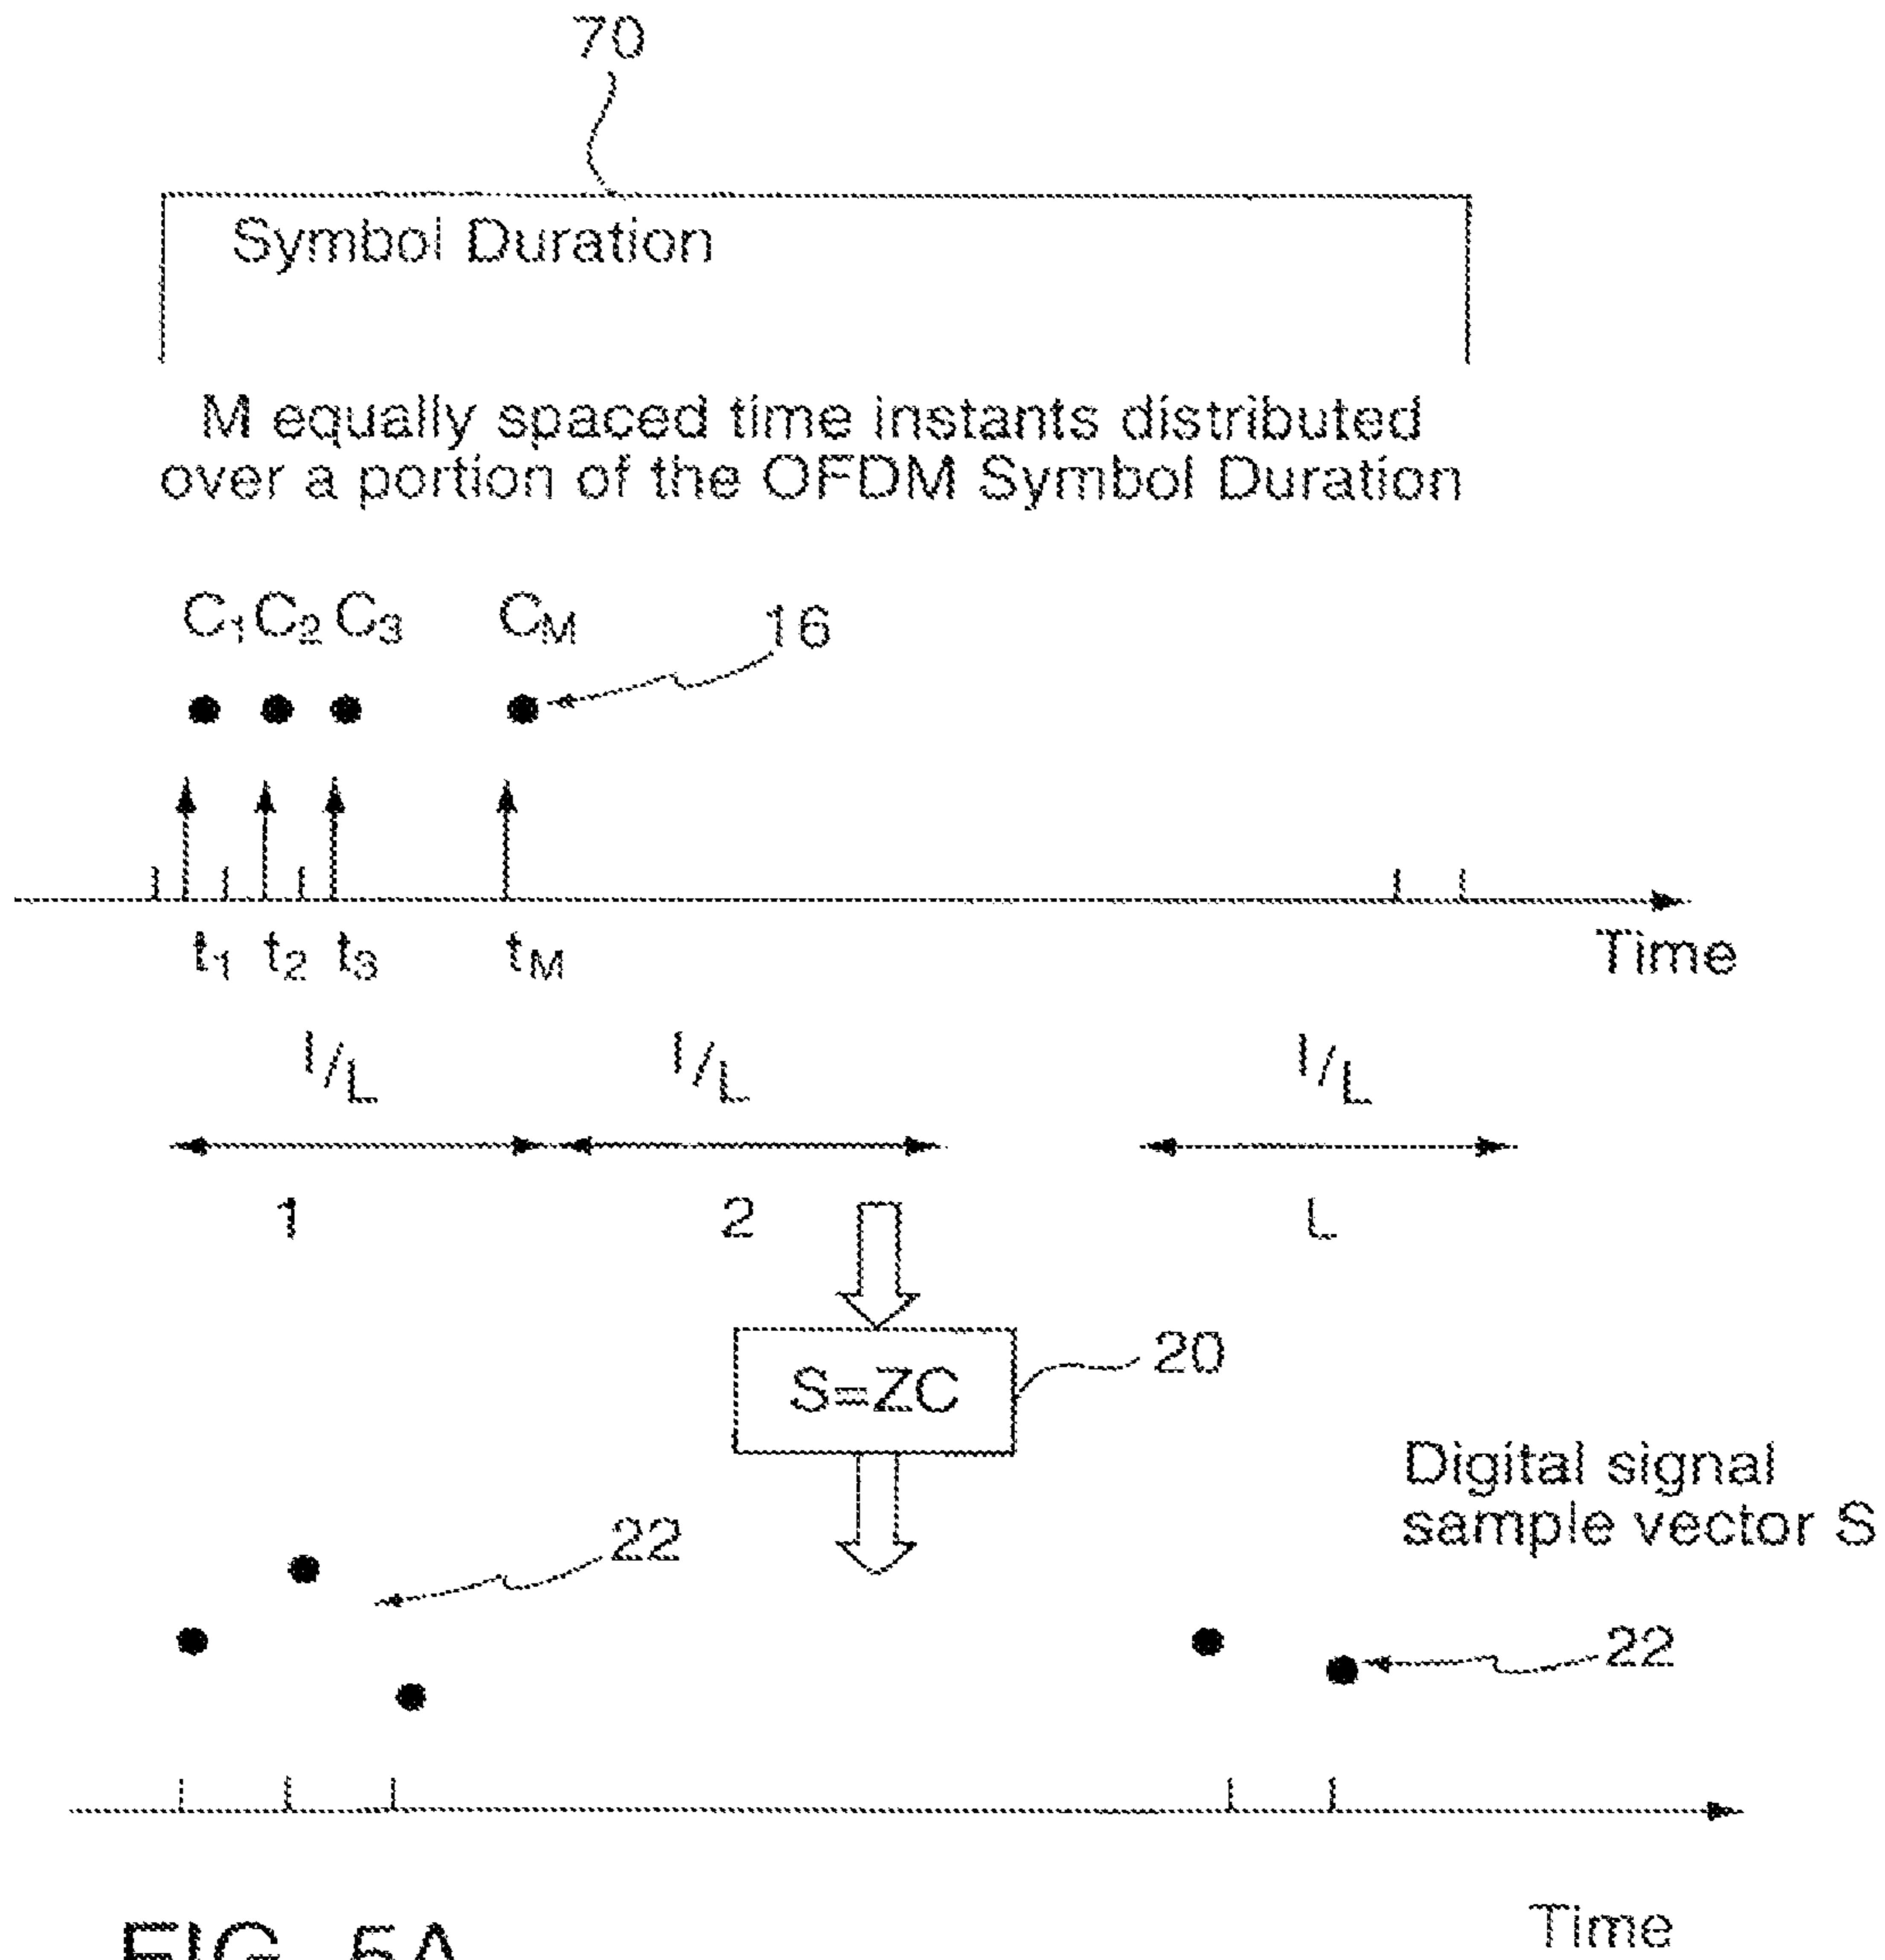 70
Symbol Duration
M equally spaced time instants distributed
over a portion of the OFDM Symbol Duration
C1 C2 C3 CM 16
t1 t2 t3 tM
Time
1/L 1/L 1/L
1 2 L
S=ZC 20
Digital signal
sample vector S
22
22
Time
FIG. 5A